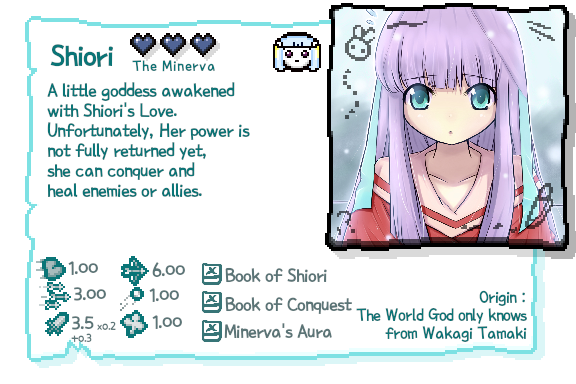 Shiori
The Minerva
A little goddess awakened
with Shiori's Love.
Unfortunately, Her power is
not fully returned yet,
she can conquer and
heal enemies or allies.
1.00
6.00
3.00
1.00
3.5 x0.2
+0.3
1.00
Book of Shiori
Book of Conquest
Minerva's Aura
Origin :
The World God only knows
from Wakagi Tamaki